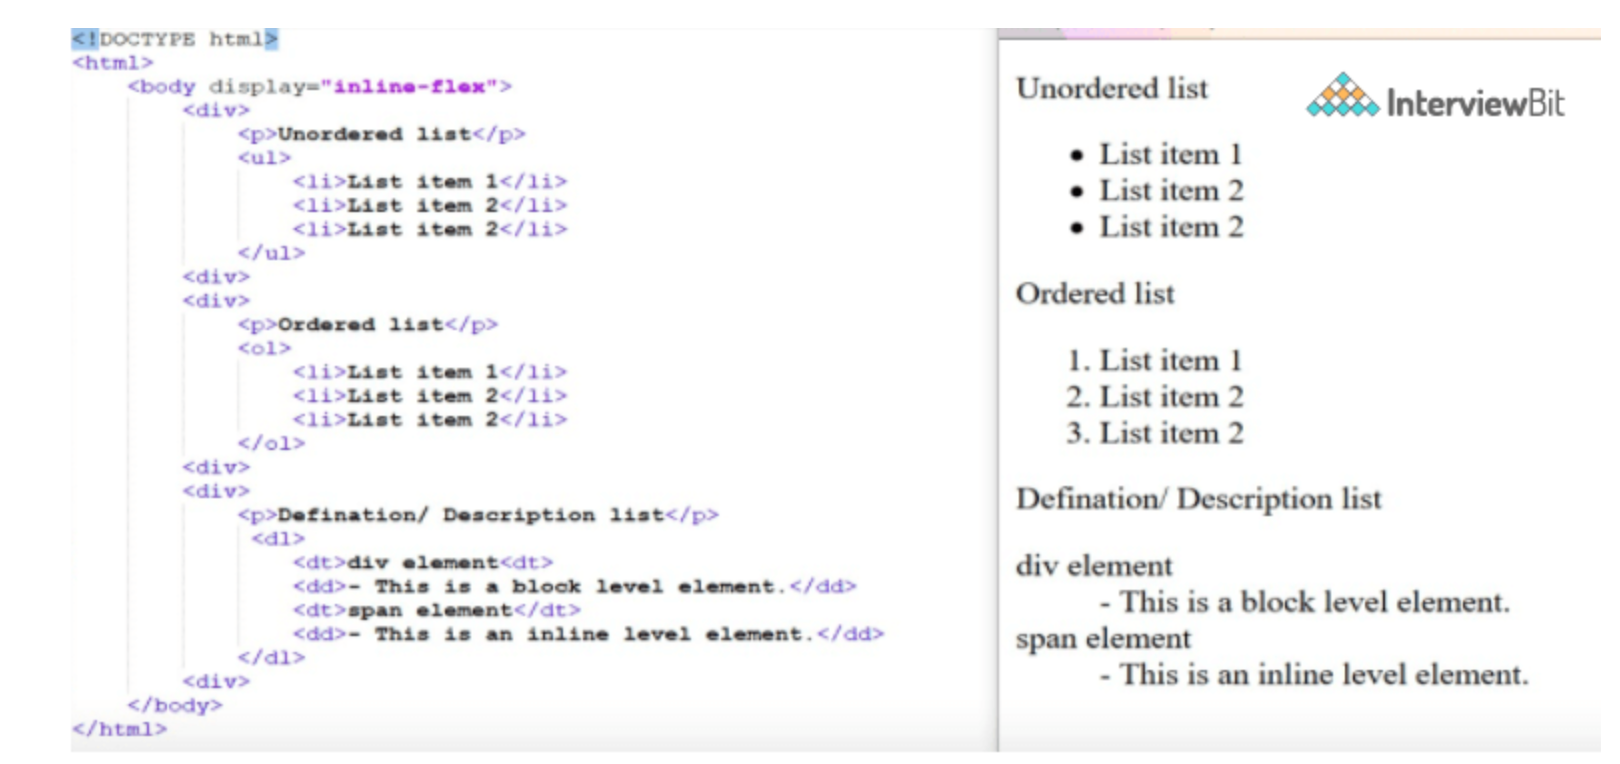 <!DOCTYPE html>
<html>
<body display="inline-flex">
<div>
<p>Unordered list</p>
<ul>
<li>List item 1</li>
<li>List item 2</li>
<li>List item 2</li>
</ul>
<div>
<div>
<p>Ordered list</p>
<ol>
<li>List item 1</li>
<li>List item 2</li>
<li>List item 2</li>
</ol>
<div>
<div>
<p>Defination/ Description list</p>
<dl>
<dt>div element<dt>
<dd>- This is a block level element.</dd>
<dt>span element</dt>
<dd>- This is an inline level element.</dd>
</dl>
<div>
</body>
</html>
Unordered list
InterviewBit
• List item 1
• List item 2
• List item 2
Ordered list
1. List item 1
2. List item 2
3. List item 2
Defination/ Description list
div element
- This is a block level element.
span element
- This is an inline level element.